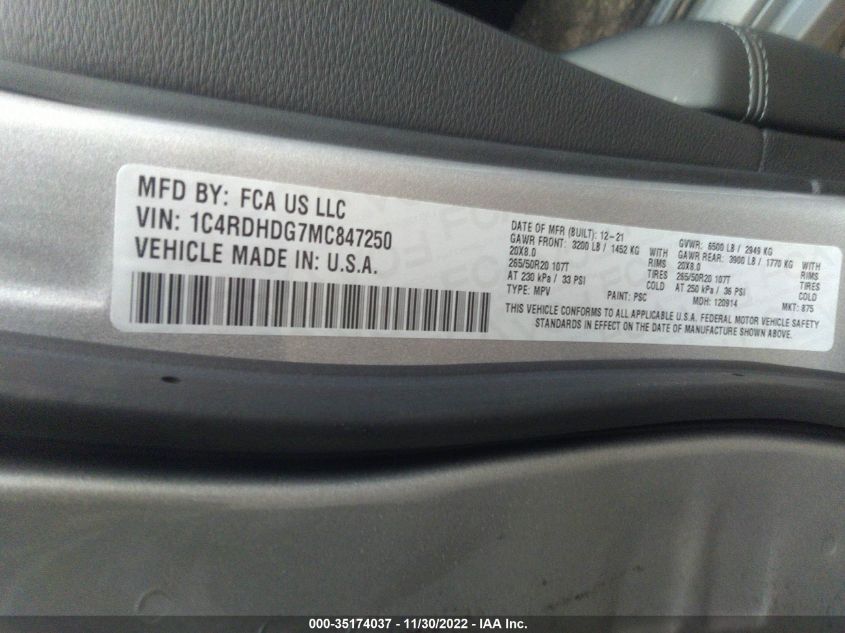 MFD BY: FCA US LLC
VIN: 1C4RDHDG7MC847250
VEHICLE MADE IN: U.S.A.
DATE OF MFR (BUILT): 12-21 GVWR: 6500 LB / 2949 KG
GAWR FRONT: 3200 LB / 1452 KG WITH GAWR REAR: 3900 LB / 1770 KG WITH
20X8.0 RIMS 20X8.0 RIMS
265/50R20 107T TIRES 265/50R20 107T TIRES
AT 230 kPa / 33 PSI COLD AT 250 kPa / 36 PSI COLD
TYPE: MPV PAINT: PSC MDH: 120914 MKT: 875
THIS VEHICLE CONFORMS TO ALL APPLICABLE U.S.A. FEDERAL MOTOR VEHICLE SAFETY
STANDARDS IN EFFECT ON THE DATE OF MANUFACTURE SHOWN ABOVE.
000-35174037 - 11/30/2022 - IAA Inc.